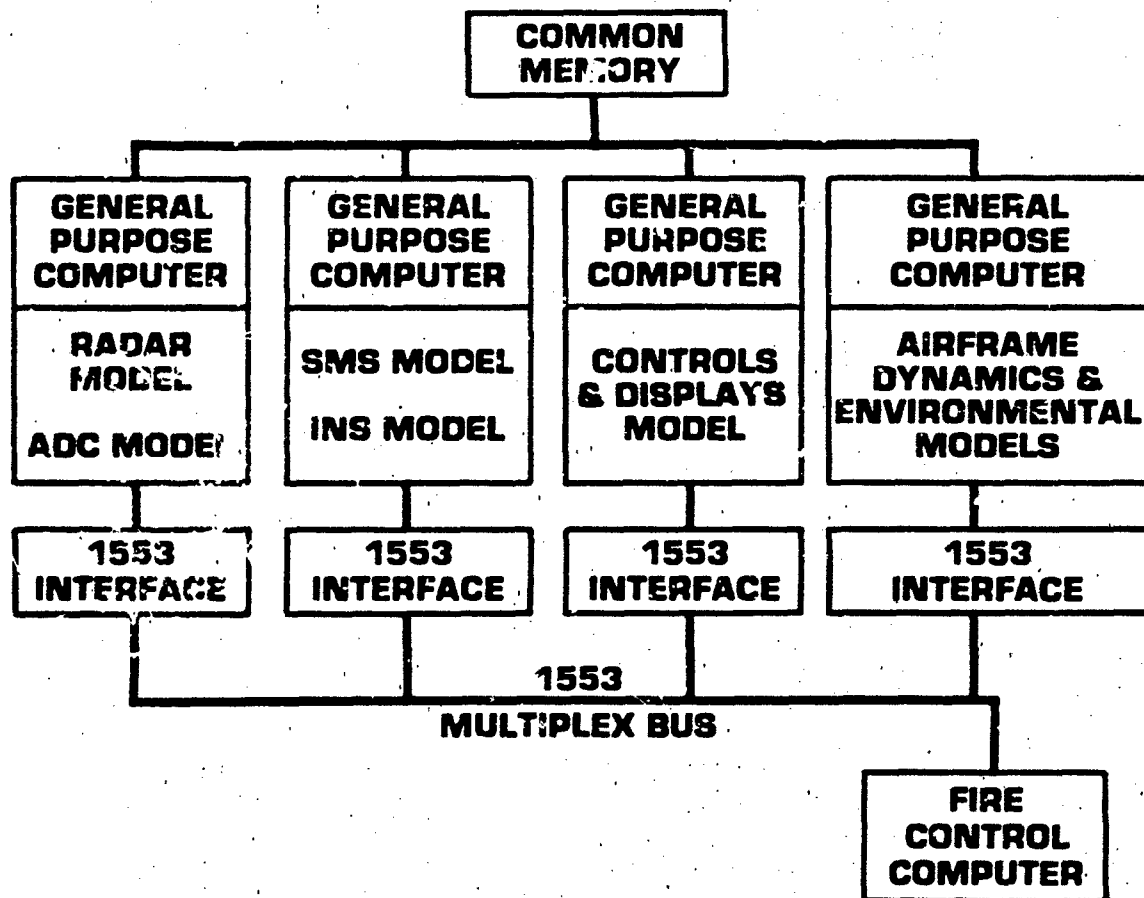 COMMON
MEMORY
GENERAL
PURPOSE
COMPUTER
GENERAL
PURPOSE
COMPUTER
GENERAL
PURPOSE
COMPUTER
GENERAL
PURPOSE
COMPUTER
RADAR
MODEL
ADC MODEL
SMS MODEL
INS MODEL
CONTROLS
& DISPLAYS
MODEL
AIRFRAME
DYNAMICS &
ENVIRONMENTAL
MODELS
1553
INTERFACE
1553
INTERFACE
1553
INTERFACE
1553
INTERFACE
1553
MULTIPLEX BUS
FIRE
CONTROL
COMPUTER